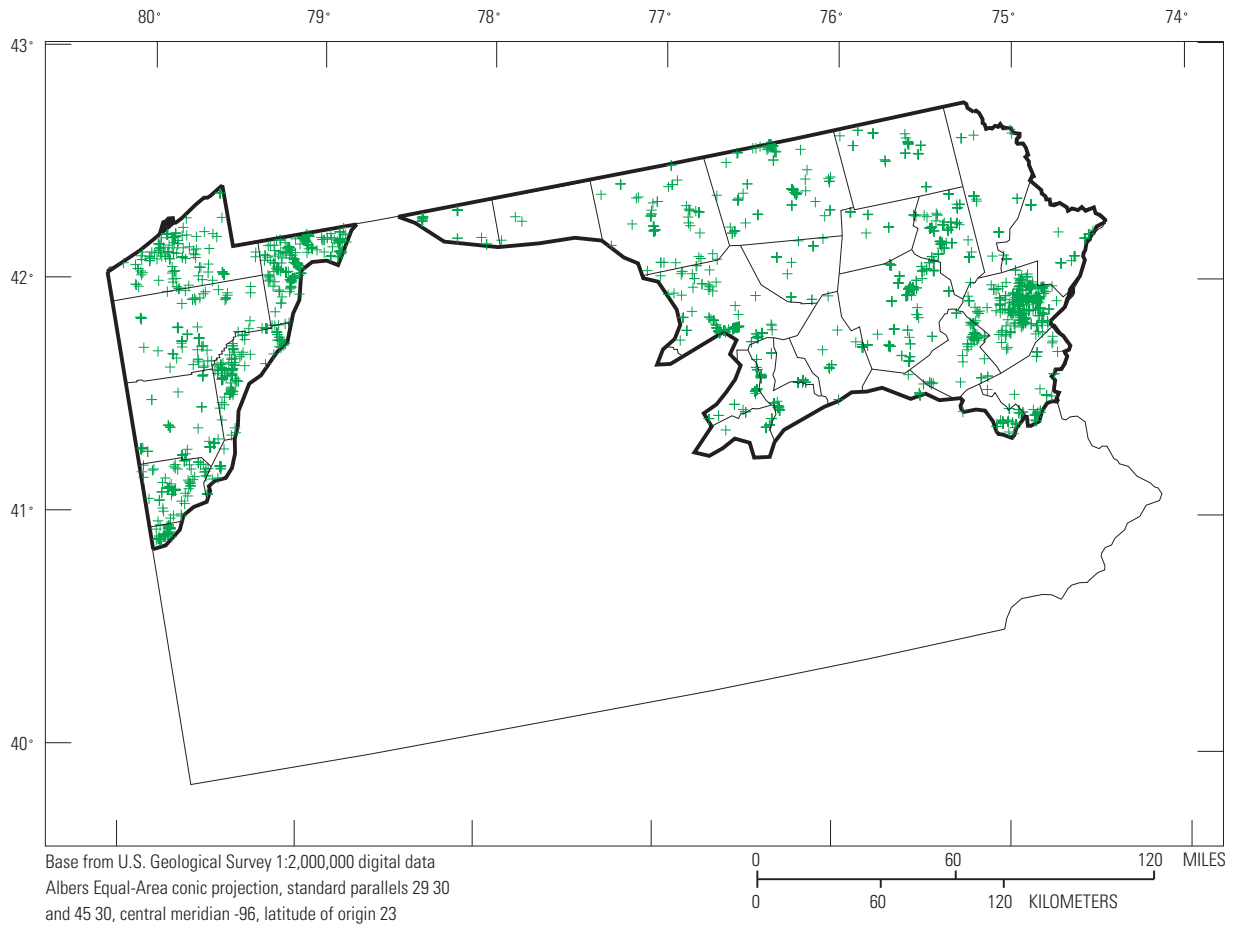 80° 79° 78° 77° 76° 75° 74°
43°
42°
41°
40°
Base from U.S. Geological Survey 1:2,000,000 digital data
Albers Equal-Area conic projection, standard parallels 29 30
and 45 30, central meridian -96, latitude of origin 23
0 60 120 MILES
0 60 120 KILOMETERS